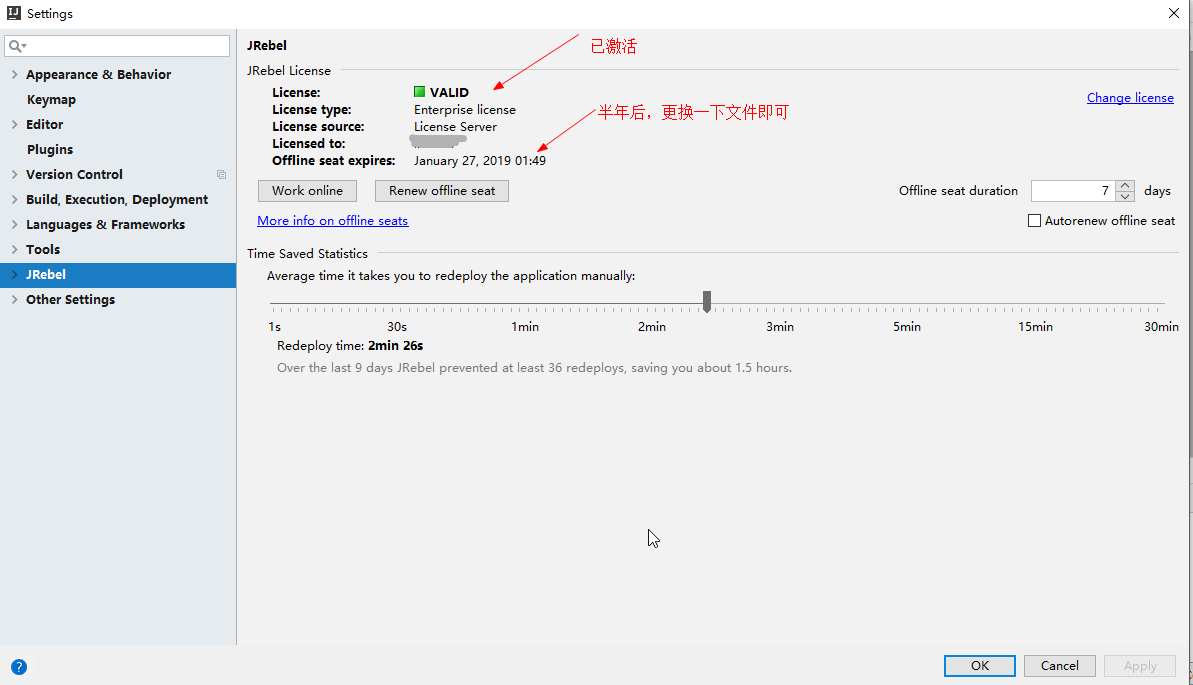 Settings
JRebel
JRebel License
已激活
Appearance & Behavior
Keymap
Editor
Plugins
Version Control
Build, Execution, Deployment
Languages & Frameworks
Tools
JRebel
Other Settings
License: VALID
License type: Enterprise license
License source: License Server
Licensed to:
Offline seat expires: January 27, 2019 01:49
半年后，更换一下文件即可
Change license
Work online
Renew offline seat
Offline seat duration 7 days
More info on offline seats
Autorenew offline seat
Time Saved Statistics
Average time it takes you to redeploy the application manually:
1s 30s 1min 2min 3min 5min 15min 30min
Redeploy time: 2min 26s
Over the last 9 days JRebel prevented at least 36 redeploys, saving you about 1.5 hours.
?
OK
Cancel
Apply